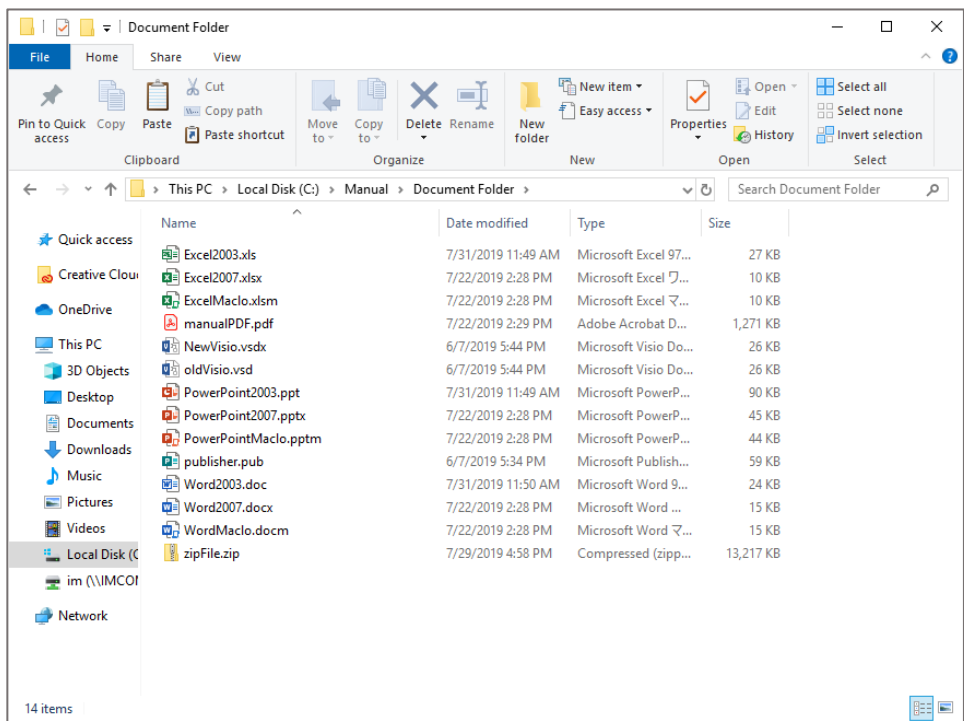 Document Folder
File Home Share View
Pin to Quick access
Copy
Paste
Cut
Copy path
Paste shortcut
Clipboard
Move to
Copy to
Delete
Rename
Organize
New folder
New item
Easy access
New
Properties
Open
Edit
History
Open
Select all
Select none
Invert selection
Select
This PC > Local Disk (C:) > Manual > Document Folder >
Search Document Folder
Quick access
Creative Clou
OneDrive
This PC
3D Objects
Desktop
Documents
Downloads
Music
Pictures
Videos
Local Disk (C
im (\\IMCO
Network
Name Date modified Type Size
Excel2003.xls 7/31/2019 11:49 AM Microsoft Excel 97... 27 KB
Excel2007.xlsx 7/22/2019 2:28 PM Microsoft Excel ワ... 10 KB
ExcelMaclo.xlsm 7/22/2019 2:28 PM Microsoft Excel マ... 10 KB
manualPDF.pdf 7/22/2019 2:29 PM Adobe Acrobat D... 1,271 KB
NewVisio.vsdx 6/7/2019 5:44 PM Microsoft Visio Do... 26 KB
oldVisio.vsd 6/7/2019 5:44 PM Microsoft Visio Do... 26 KB
PowerPoint2003.ppt 7/31/2019 11:49 AM Microsoft PowerP... 90 KB
PowerPoint2007.pptx 7/22/2019 2:28 PM Microsoft PowerP... 45 KB
PowerPointMaclo.pptm 7/22/2019 2:28 PM Microsoft PowerP... 44 KB
publisher.pub 6/7/2019 5:34 PM Microsoft Publish... 59 KB
Word2003.doc 7/31/2019 11:50 AM Microsoft Word 9... 24 KB
Word2007.docx 7/22/2019 2:28 PM Microsoft Word ... 15 KB
WordMaclo.docm 7/22/2019 2:28 PM Microsoft Word マ... 15 KB
zipFile.zip 7/29/2019 4:58 PM Compressed (zipp... 13,217 KB
14 items